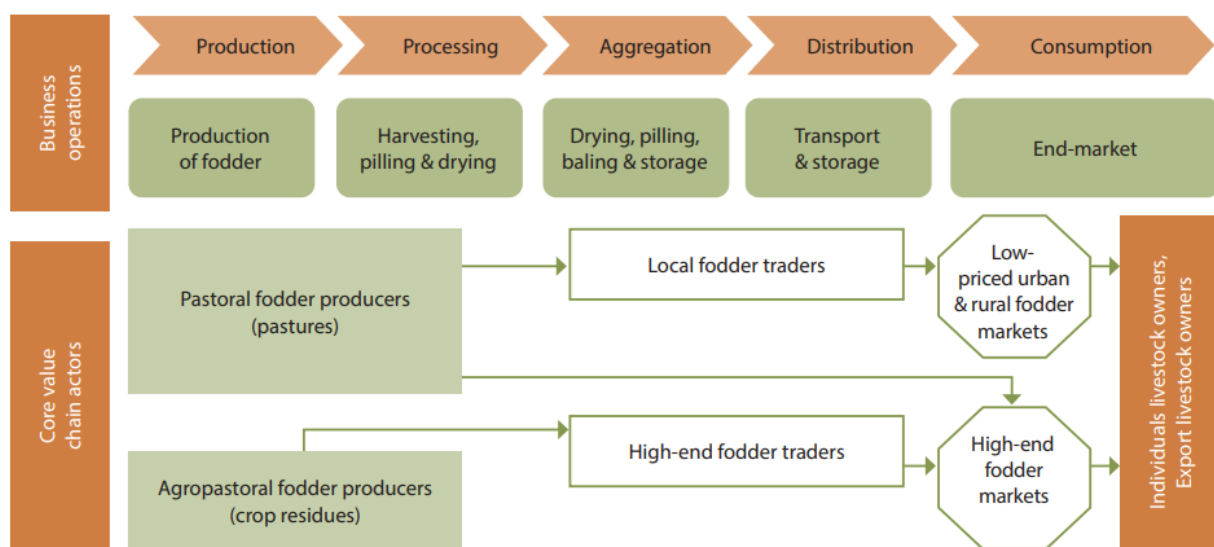 Business
operations
Production
Processing
Aggregation
Distribution
Consumption
Production
of fodder
Harvesting,
pilling & drying
Drying, pilling,
baling & storage
Transport
& storage
End-market
Core value
chain actors
Pastoral fodder producers
(pastures)
Local fodder traders
Low-
priced urban
& rural fodder
markets
Agropastoral fodder producers
(crop residues)
High-end fodder traders
High-end
fodder
markets
Individuals livestock owners,
Export livestock owners